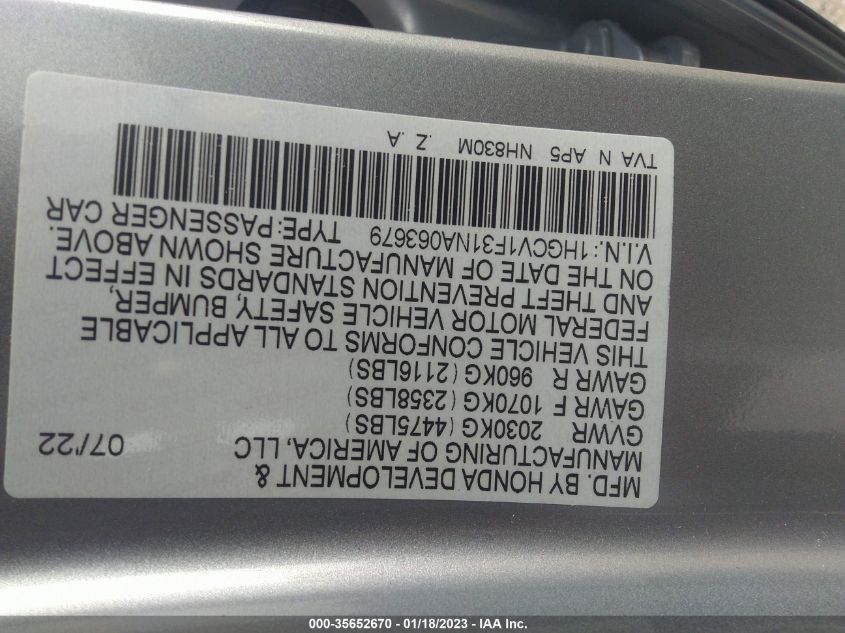 MFD. BY HONDA DEVELOPMENT &
MANUFACTURING OF AMERICA, LLC 07/22
GVWR 2030KG (4475LBS)
GAWR F 1070KG (2358LBS)
GAWR R 960KG (2116LBS)
THIS VEHICLE CONFORMS TO ALL APPLICABLE
FEDERAL MOTOR VEHICLE SAFETY, BUMPER,
AND THEFT PREVENTION STANDARDS IN EFFECT
ON THE DATE OF MANUFACTURE SHOWN ABOVE.
V.I.N.: 1HGCV1F31NA063679 TYPE: PASSENGER CAR
TVA N AP5 NH830M .Z .A
000-35652670 - 01/18/2023 - IAA Inc.